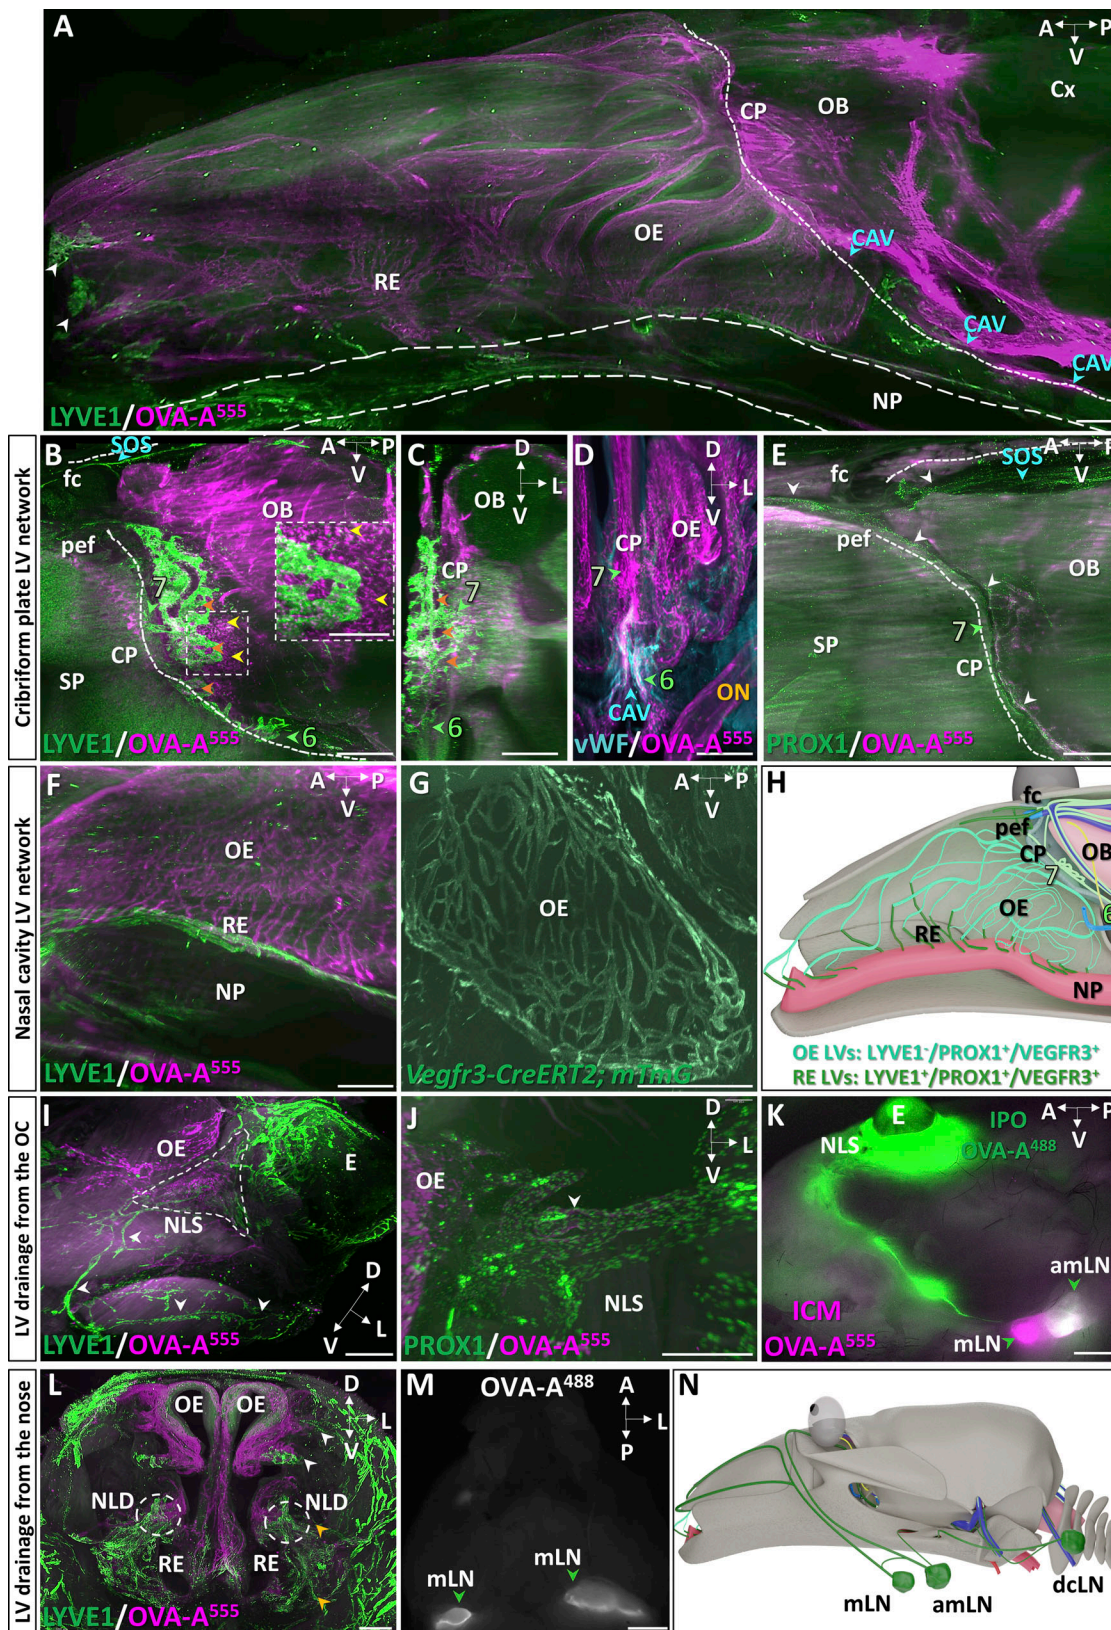 A
A P
V
Cx
OB
CP
OE
CAV
RE
CAV
CAV
NP
LYVE1/OVA-A555
Cribriform plate LV network
B
SOS
A P
V
fc
OB
pef
7
CP
SP
6
LYVE1/OVA-A555
C
D
L
V
OB
CP
7
6
D
D
L
V
OE
CP
7
ON
6
CAV
vWF/OVA-A555
E
A P
V
SOS
fc
pef
OB
7
SP
CP
PROX1/OVA-A555
Nasal cavity LV network
F
A P
V
OE
RE
NP
LYVE1/OVA-A555
G
A P
V
OE
Vegfr3-CreERT2; mTmG
H
fc
pef
CP
OB
7
OE
6
RE
NP
OE LVs: LYVE1-/PROX1+/VEGFR3+
RE LVs: LYVE1+/PROX1+/VEGFR3+
LV drainage from the OC
I
OE
E
NLS
D
L
V
LYVE1/OVA-A555
J
D
L
V
OE
NLS
PROX1/OVA-A555
K
E
A P
V
IPO
OVA-A488
NLS
amLN
ICM
OVA-A555
mLN
LV drainage from the nose
L
OE
OE
D
L
V
NLD
NLD
RE
RE
LYVE1/OVA-A555
M
OVA-A488
A
L
P
mLN
mLN
N
dcLN
mLN
amLN